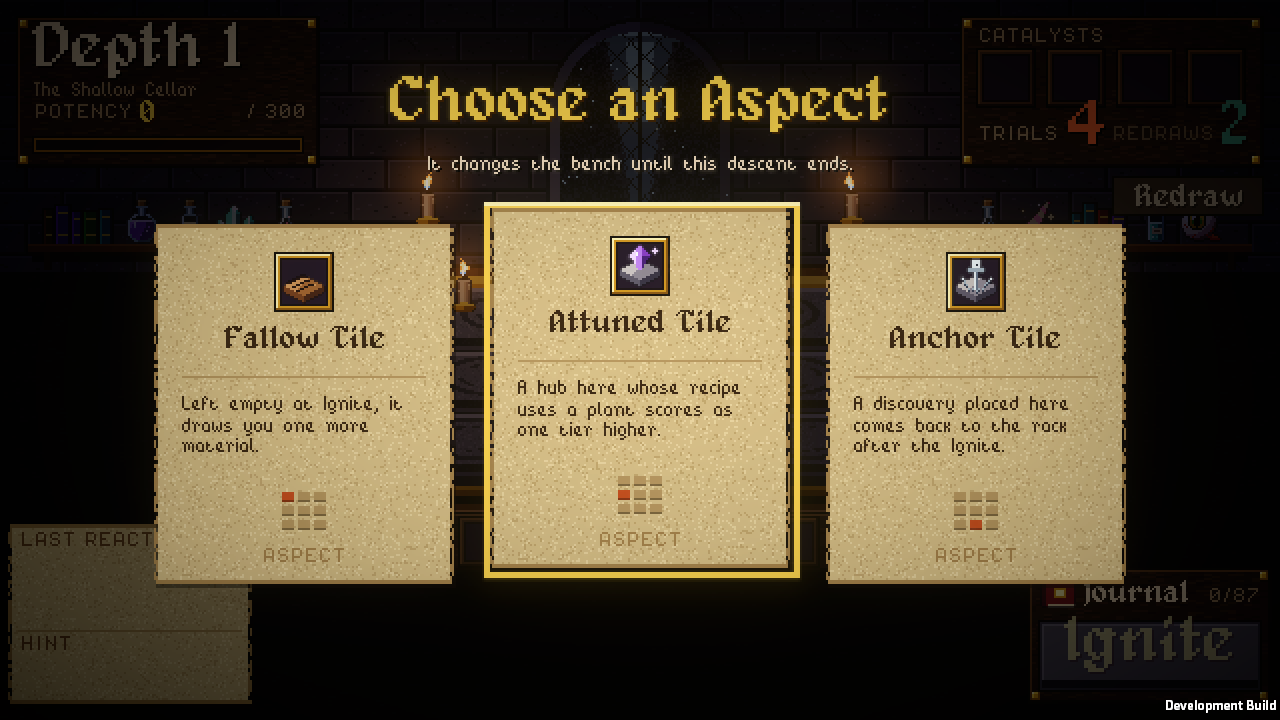 Depth 1
The Shallow Cellar
POTENCY 0 / 300
CATALYSTS
TRIALS 4 REDRAWS 2
Redraw
Choose an Aspect
It changes the bench until this descent ends.
Fallow Tile
Left empty at Ignite, it
draws you one more
material.
ASPECT
Attuned Tile
A hub here whose recipe
uses a plant scores as
one tier higher.
ASPECT
Anchor Tile
A discovery placed here
comes back to the rack
after the Ignite.
ASPECT
LAST REACT
HINT
Journal 0/87
Ignite
Development Build